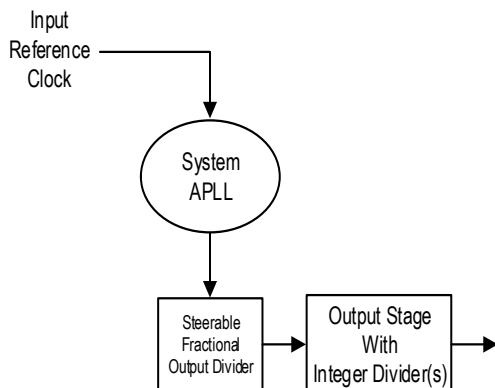 Input
Reference
Clock
System
APLL
Steerable
Fractional
Output Divider
Output Stage
With
Integer Divider(s)